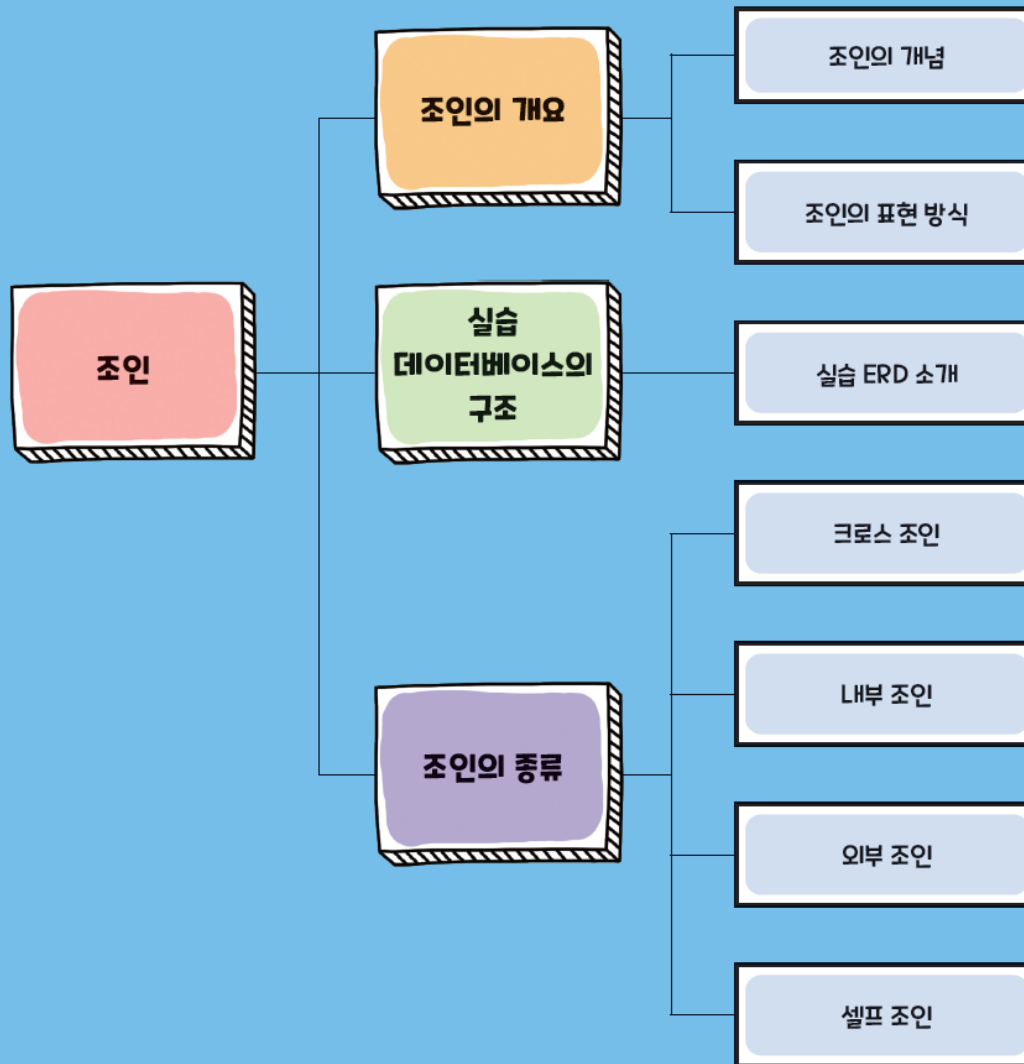 조인의 개념
조인의 개요
조인의 표현 방식
실습
데이터베이스의
구조
조인
실습 ERD 소개
크로스 조인
내부 조인
조인의 종류
외부 조인
셀프 조인